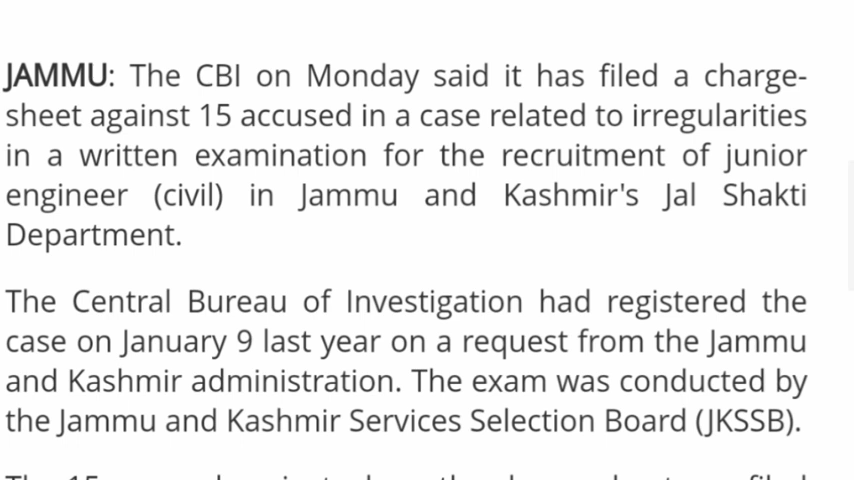 JAMMU: The CBI on Monday said it has filed a charge-
sheet against 15 accused in a case related to irregularities
in a written examination for the recruitment of junior
engineer (civil) in Jammu and Kashmir's Jal Shakti
Department.
The Central Bureau of Investigation had registered the
case on January 9 last year on a request from the Jammu
and Kashmir administration. The exam was conducted by
the Jammu and Kashmir Services Selection Board (JKSSB).
The 15